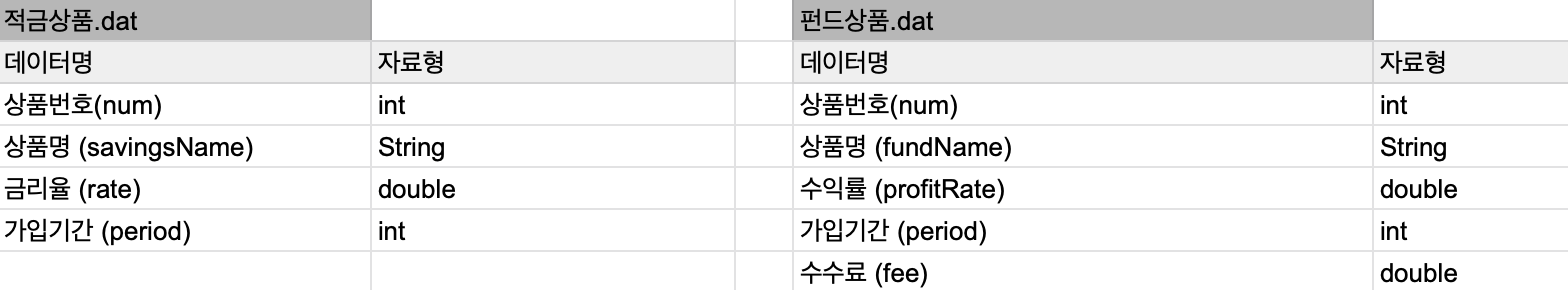 적금상품.dat 펀드상품.dat
데이터명 자료형 데이터명 자료형
상품번호(num) int 상품번호(num) int
상품명 (savingsName) String 상품명 (fundName) String
금리율 (rate) double 수익률 (profitRate) double
가입기간 (period) int 가입기간 (period) int
수수료 (fee) double